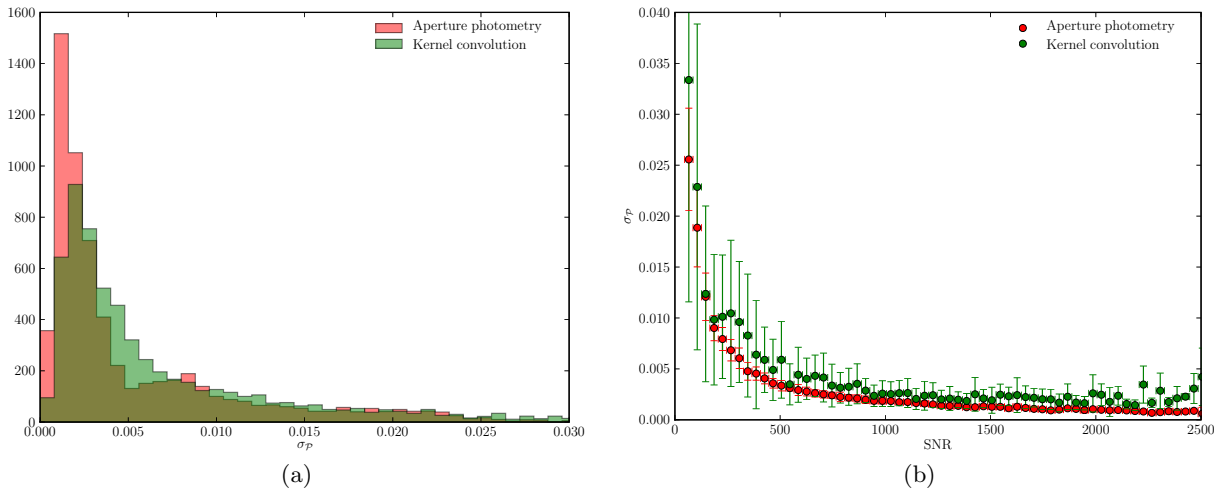 1600
1400
1200
1000
800
600
400
200
0
0.000 0.005 0.010 0.015 0.020 0.025 0.030
σ𝒫
Aperture photometry
Kernel convolution
(a)
0.040
0.035
0.030
0.025
0.020
0.015
0.010
0.005
0.000
σ𝒫
0 500 1000 1500 2000 2500
SNR
Aperture photometry
Kernel convolution
(b)